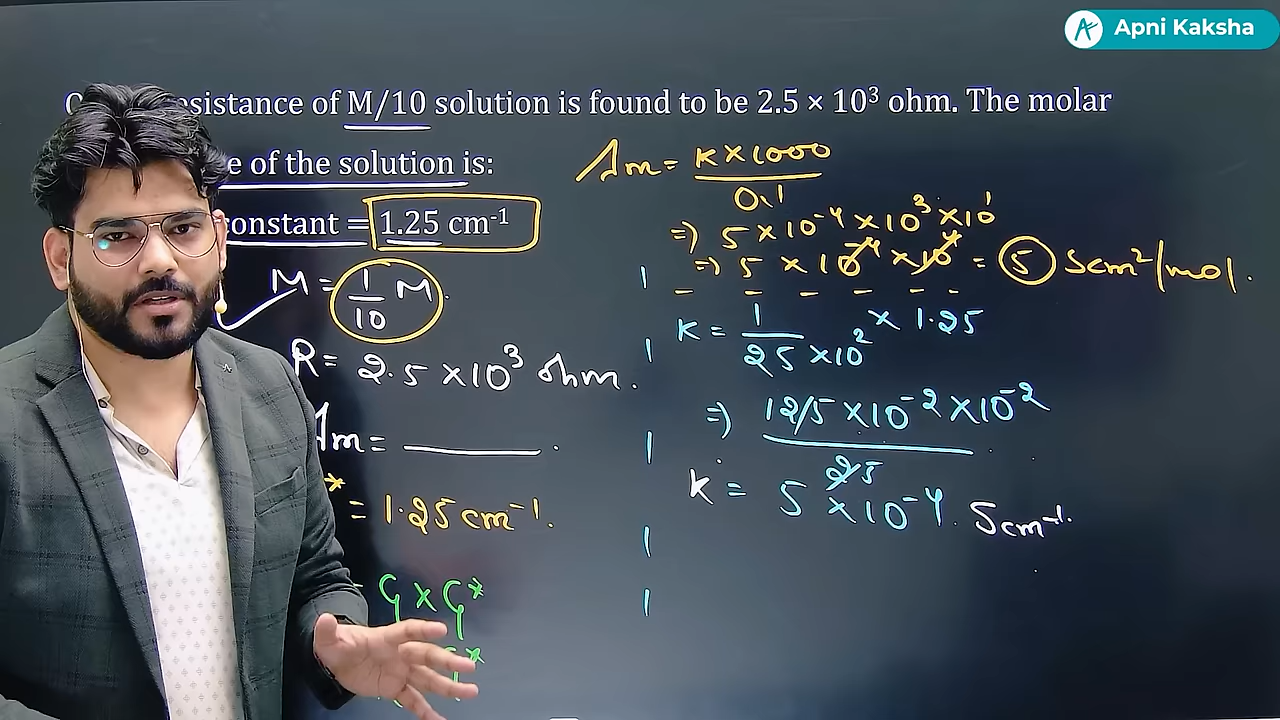 Apni Kaksha
resistance of M/10 solution is found to be 2.5 × 10³ ohm. The molar
of the solution is:
constant = 1.25 cm⁻¹
M = 1/10 M.
R = 2.5 × 10³ ohm.
Λm = ______.
* = 1.25 cm⁻¹.
= G × G*
Λm = K × 1000 / 0.1
=> 5 × 10⁻⁴ × 10³ × 10¹
=> 5 × 10⁻⁴ × 10⁴ = 5 Scm²/mol.
K = 1 / 25 × 10² × 1.25
=> 125 × 10⁻² × 10⁻² / 25
K = 5 × 10⁻⁴ Scm⁻¹.